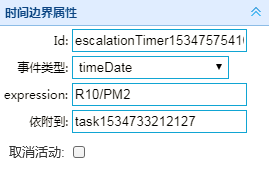 时间边界属性
Id: escalationTimer1534757541
事件类型: timeDate
expression: R10/PM2
依附到: task1534733212127
取消活动: